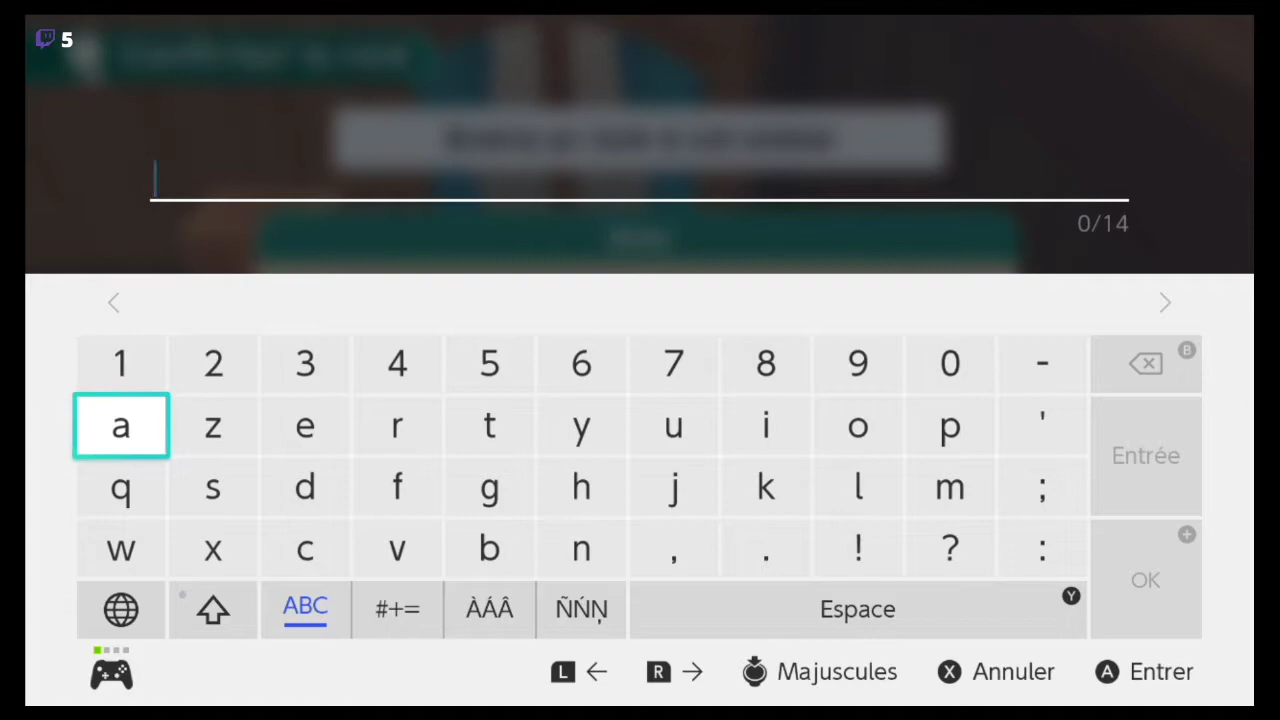 5
0/14
1 2 3 4 5 6 7 8 9 0 -
a z e r t y u i o p '
Entrée
q s d f g h j k l m ;
w x c v b n , . ! ? :
OK
ABC #+= ÀÁÂ ÑŃŅ Espace Y
L ← R → Majuscules X Annuler A Entrer